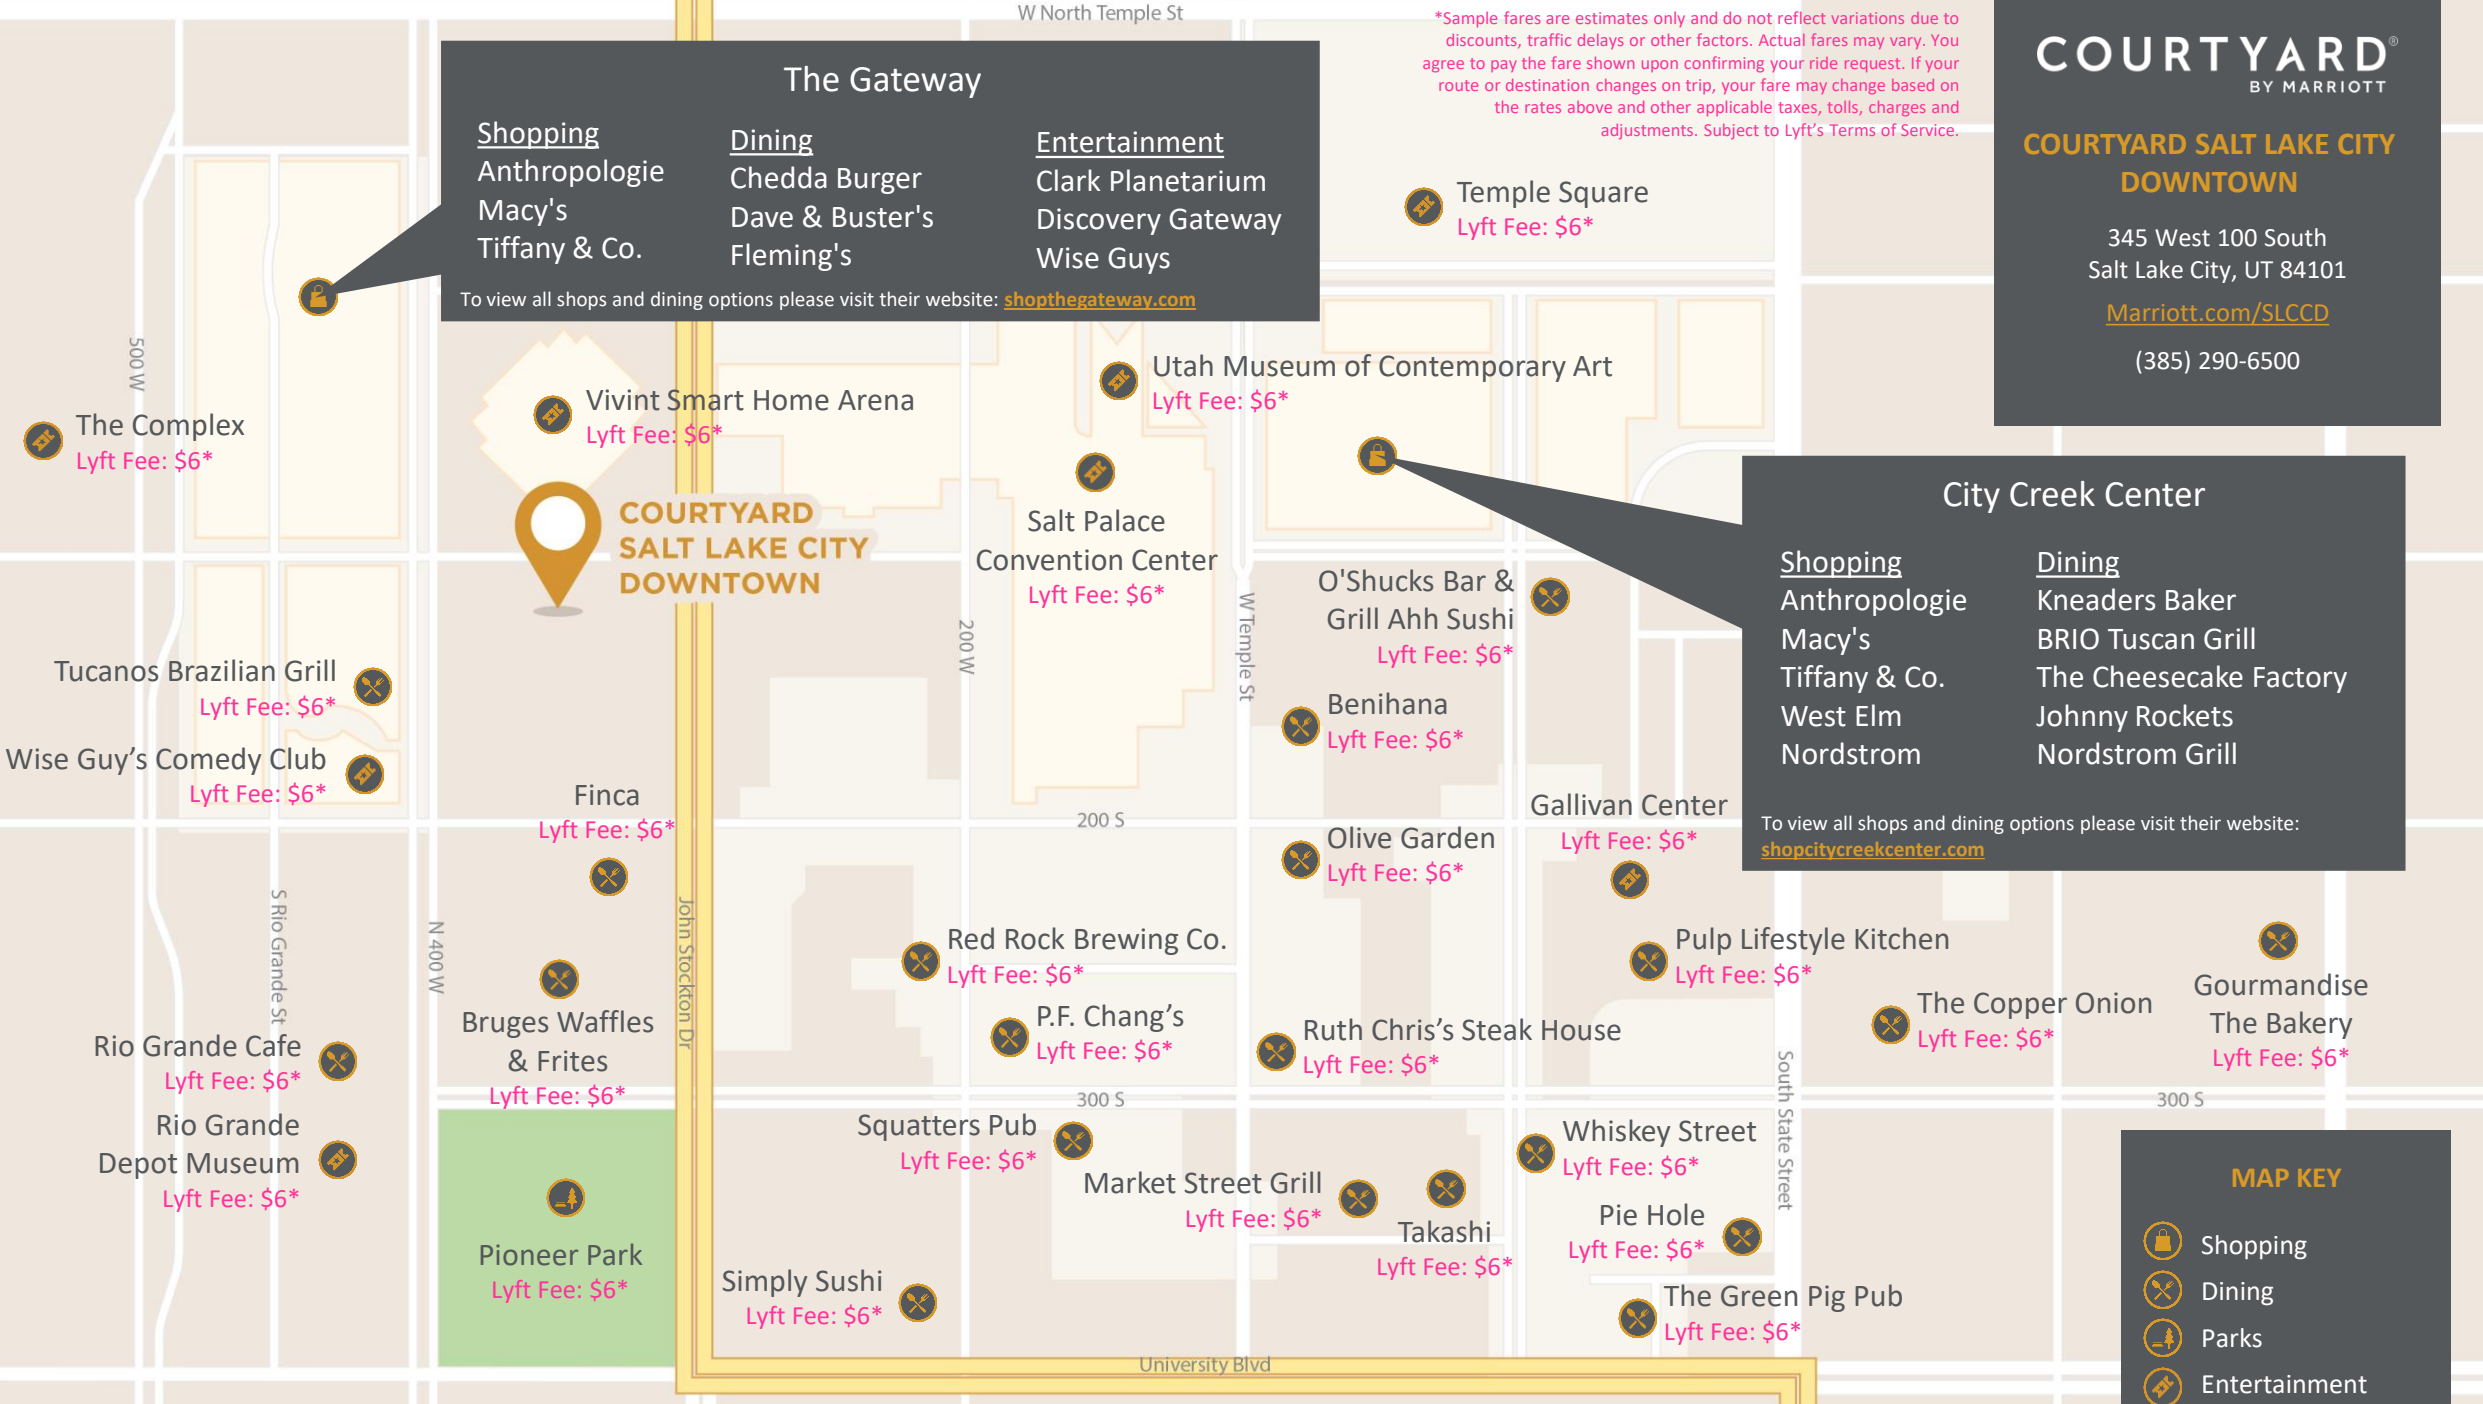 W North Temple St
*Sample fares are estimates only and do not reflect variations due to
discounts, traffic delays or other factors. Actual fares may vary. You
agree to pay the fare shown upon confirming your ride request. If your
route or destination changes on trip, your fare may change based on
the rates above and other applicable taxes, tolls, charges and
adjustments. Subject to Lyft's Terms of Service.
COURTYARD®
BY MARRIOTT
COURTYARD SALT LAKE CITY
DOWNTOWN
345 West 100 South
Salt Lake City, UT 84101
Marriott.com/SLCCD
(385) 290-6500
The Gateway
Shopping
Anthropologie
Macy's
Tiffany & Co.
Dining
Chedda Burger
Dave & Buster's
Fleming's
Entertainment
Clark Planetarium
Discovery Gateway
Wise Guys
To view all shops and dining options please visit their website: shopthegateway.com
Temple Square
Lyft Fee: $6*
500 W
The Complex
Lyft Fee: $6*
Vivint Smart Home Arena
Lyft Fee: $6*
Utah Museum of Contemporary Art
Lyft Fee: $6*
COURTYARD
SALT LAKE CITY
DOWNTOWN
Salt Palace
Convention Center
Lyft Fee: $6*
City Creek Center
Shopping
Anthropologie
Macy's
Tiffany & Co.
West Elm
Nordstrom
Dining
Kneaders Baker
BRIO Tuscan Grill
The Cheesecake Factory
Johnny Rockets
Nordstrom Grill
To view all shops and dining options please visit their website:
shopcitycreekcenter.com
O'Shucks Bar &
Grill Ahh Sushi
Lyft Fee: $6*
200 W
W Temple St
Tucanos Brazilian Grill
Lyft Fee: $6*
Benihana
Lyft Fee: $6*
Wise Guy’s Comedy Club
Lyft Fee: $6*
Finca
Lyft Fee: $6*
200 S
Olive Garden
Lyft Fee: $6*
Gallivan Center
Lyft Fee: $6*
S Rio Grande St
N 400 W
John Stockton Dr
Red Rock Brewing Co.
Lyft Fee: $6*
Pulp Lifestyle Kitchen
Lyft Fee: $6*
Gourmandise
The Bakery
Lyft Fee: $6*
Bruges Waffles
& Frites
Lyft Fee: $6*
P.F. Chang’s
Lyft Fee: $6*
Ruth Chris’s Steak House
Lyft Fee: $6*
The Copper Onion
Lyft Fee: $6*
Rio Grande Cafe
Lyft Fee: $6*
South State Street
300 S
300 S
Rio Grande
Depot Museum
Lyft Fee: $6*
Squatters Pub
Lyft Fee: $6*
Whiskey Street
Lyft Fee: $6*
Market Street Grill
Lyft Fee: $6*
Takashi
Lyft Fee: $6*
Pie Hole
Lyft Fee: $6*
Pioneer Park
Lyft Fee: $6*
Simply Sushi
Lyft Fee: $6*
The Green Pig Pub
Lyft Fee: $6*
University Blvd
MAP KEY
Shopping
Dining
Parks
Entertainment